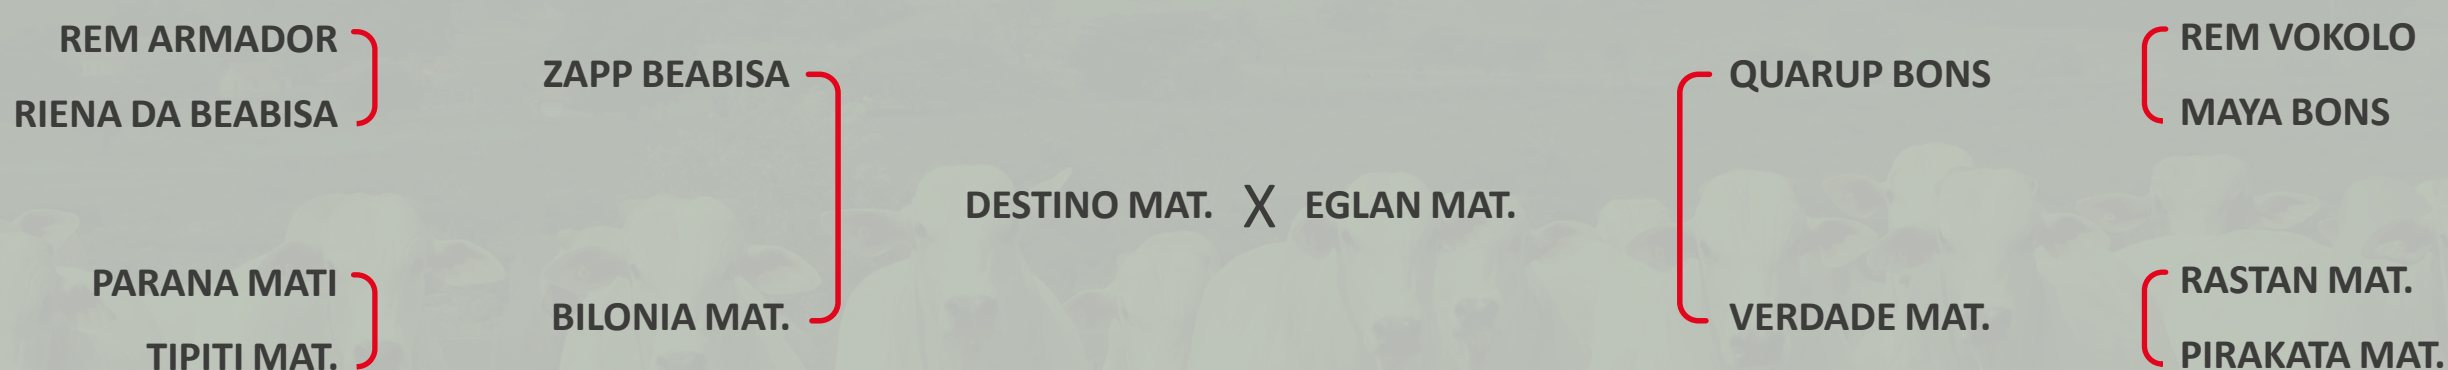 REM ARMADOR
RIENA DA BEABISA
ZAPP BEABISA
PARANA MATI
TIPITI MAT.
BILONIA MAT.
DESTINO MAT. X EGLAN MAT.
QUARUP BONS
REM VOKOLO
MAYA BONS
VERDADE MAT.
RASTAN MAT.
PIRAKATA MAT.